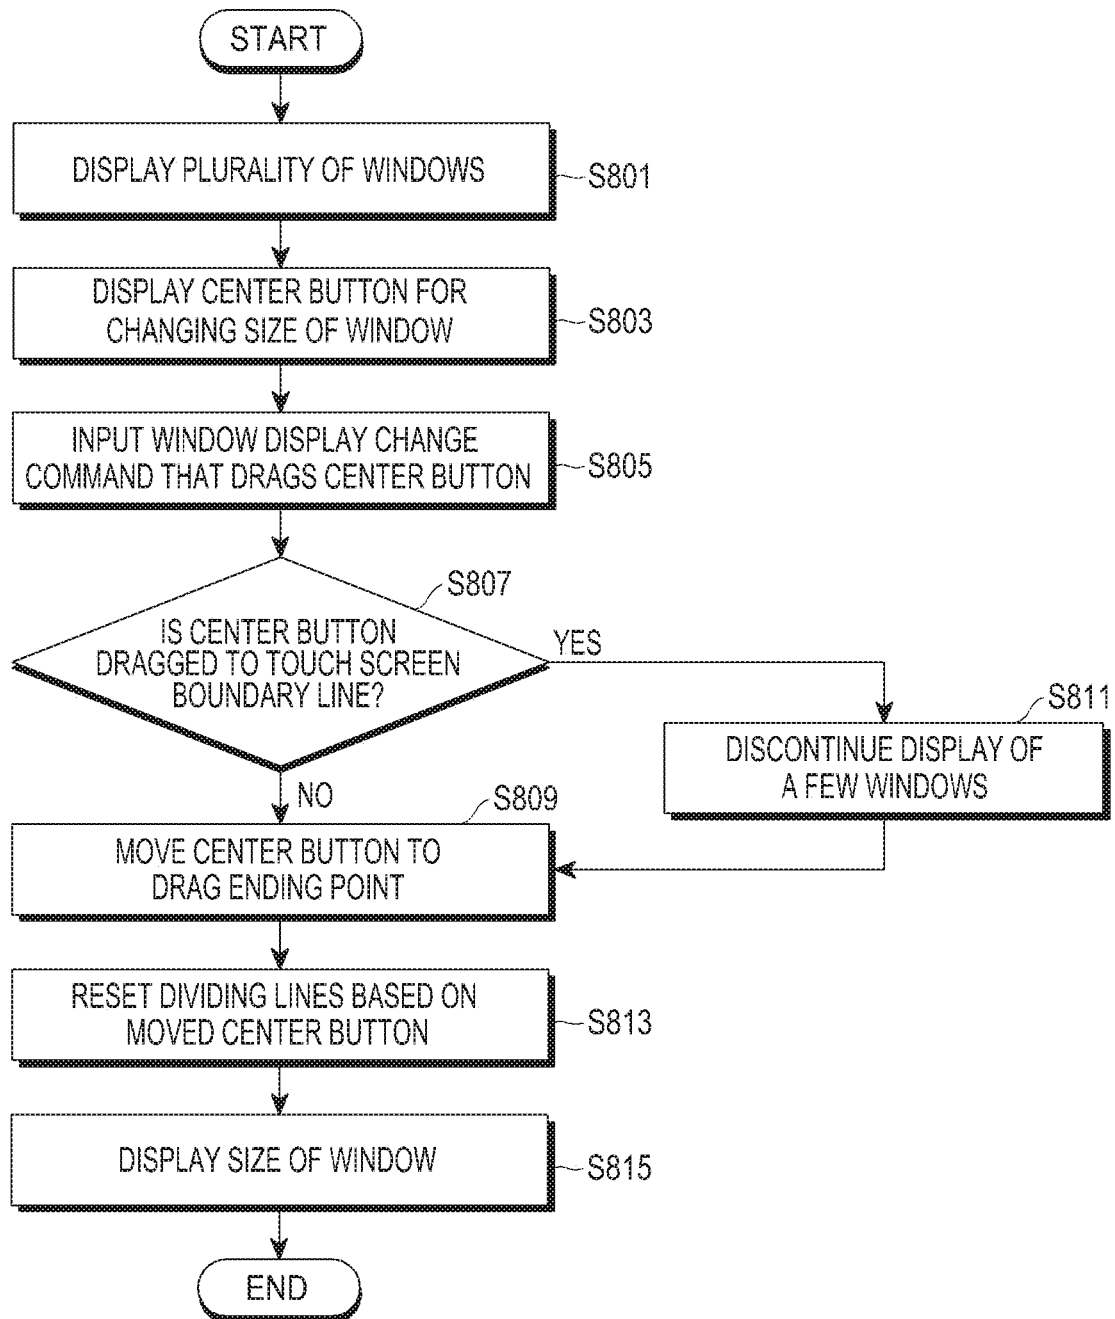 START
DISPLAY PLURALITY OF WINDOWS
S801
DISPLAY CENTER BUTTON FOR
CHANGING SIZE OF WINDOW
S803
INPUT WINDOW DISPLAY CHANGE
COMMAND THAT DRAGS CENTER BUTTON
S805
S807
IS CENTER BUTTON
DRAGGED TO TOUCH SCREEN
BOUNDARY LINE?
YES
S811
DISCONTINUE DISPLAY OF
A FEW WINDOWS
NO
S809
MOVE CENTER BUTTON TO
DRAG ENDING POINT
RESET DIVIDING LINES BASED ON
MOVED CENTER BUTTON
S813
DISPLAY SIZE OF WINDOW
S815
END